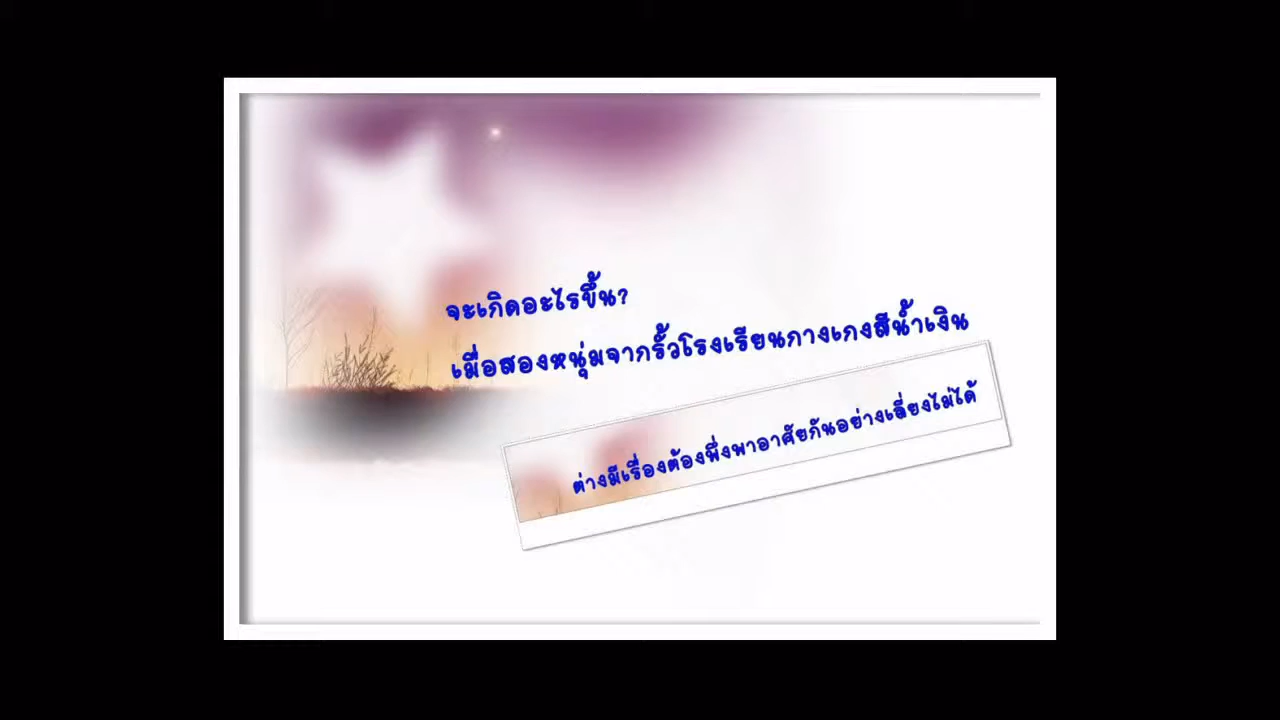 จะเกิดอะไรขึ้น?
เมื่อสองหนุ่มจากรั้วโรงเรียนกางเกงสีน้ำเงิน
ต่างมีเรื่องต้องพึ่งพาอาศัยกันอย่างเลี่ยงไม่ได้